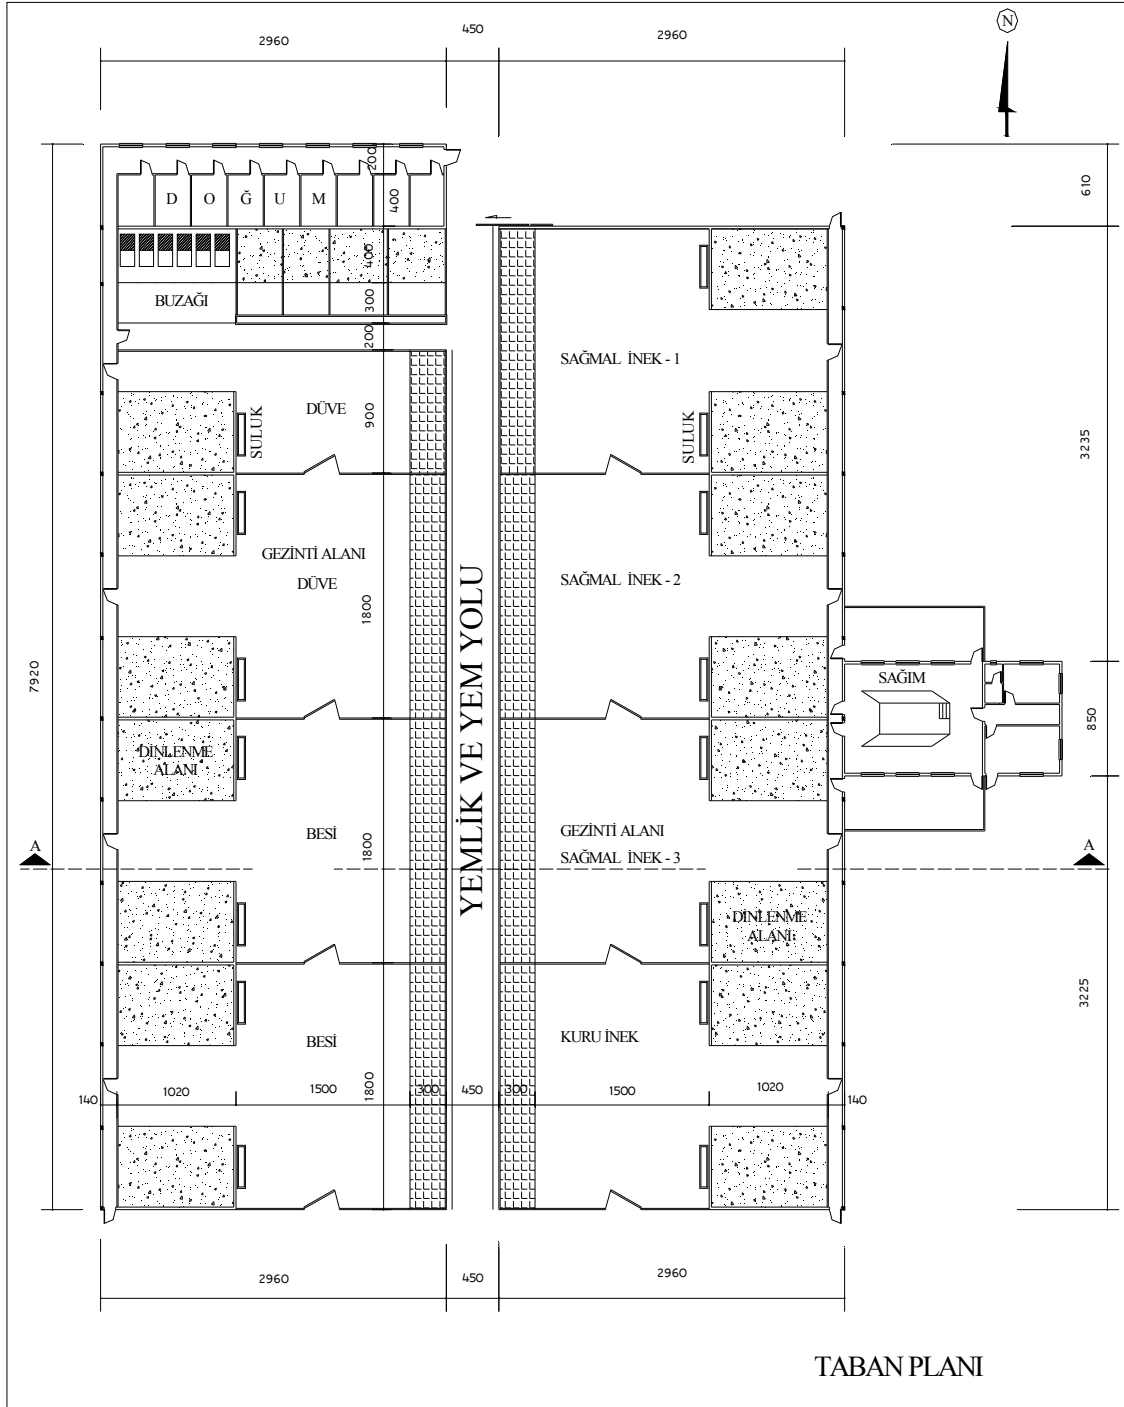 N
2960
450
2960
200
610
D O Ğ U M
400
400
BUZAĞI
300
200
SAĞMAL İNEK - 1
DÜVE
900
SULUK
SULUK
3235
GEZİNTİ ALANI
DÜVE
SAĞMAL İNEK - 2
1800
YEMLİK VE YEM YOLU
7920
SAĞIM
850
DİNLENME
ALANI
BESİ
1800
GEZİNTİ ALANI
SAĞMAL İNEK - 3
A
A
DİNLENME
ALANI
3225
BESİ
KURU İNEK
1800
140
1020
1500
300
450
300
1500
1020
140
2960
450
2960
TABAN PLANI